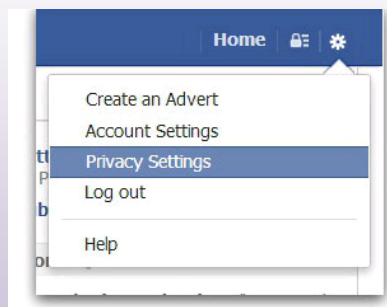 Home
Create an Advert
Account Settings
Privacy Settings
Log out
Help